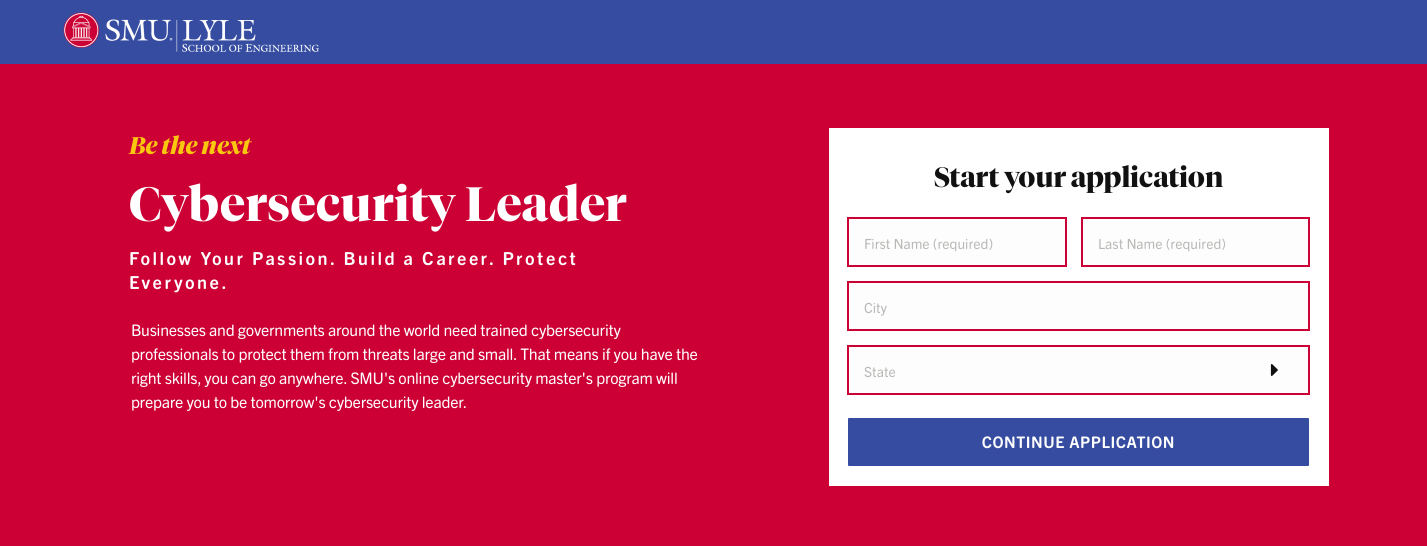 SMU. LYLE
SCHOOL OF ENGINEERING
Be the next
Cybersecurity Leader
Follow Your Passion. Build a Career. Protect
Everyone.
Businesses and governments around the world need trained cybersecurity
professionals to protect them from threats large and small. That means if you have the
right skills, you can go anywhere. SMU's online cybersecurity master's program will
prepare you to be tomorrow's cybersecurity leader.
Start your application
First Name (required) Last Name (required)
City
State
CONTINUE APPLICATION